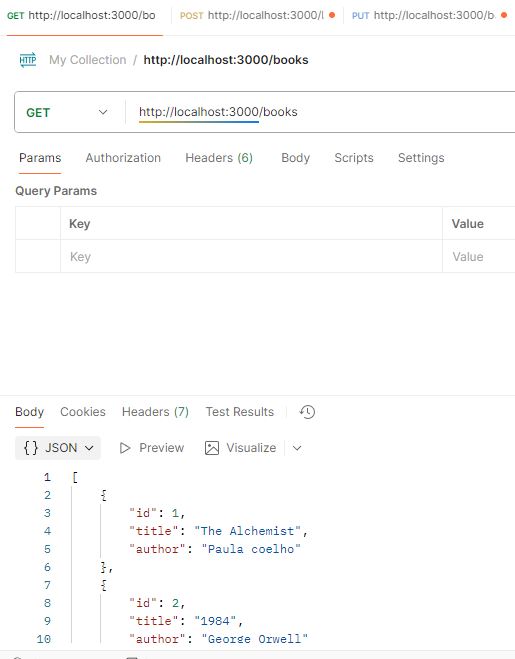 GET http://localhost:3000/bo POST http://localhost:3000/l PUT http://localhost:3000/b
HTTP My Collection / http://localhost:3000/books
GET http://localhost:3000/books
Params Authorization Headers (6) Body Scripts Settings
Query Params
Key Value
Key Value
Body Cookies Headers (7) Test Results
{} JSON Preview Visualize
1 [
2 {
3 "id": 1,
4 "title": "The Alchemist",
5 "author": "Paula coelho"
6 },
7 {
8 "id": 2,
9 "title": "1984",
10 "author": "George Orwell"